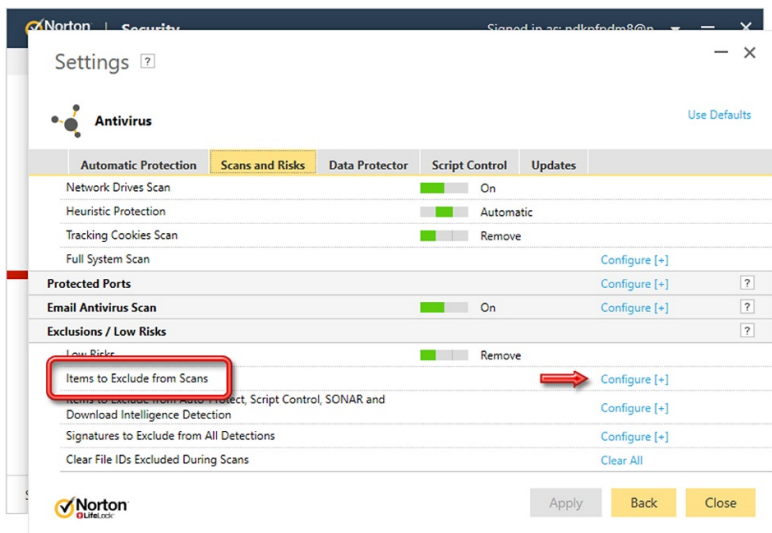 Norton | Security
Signed in as:
Settings ?
Antivirus
Use Defaults
Automatic Protection Scans and Risks Data Protector Script Control Updates
Network Drives Scan On
Heuristic Protection Automatic
Tracking Cookies Scan Remove
Full System Scan Configure [+]
Protected Ports Configure [+] ?
Email Antivirus Scan On Configure [+] ?
Exclusions / Low Risks ?
Low Risks Remove
Items to Exclude from Scans Configure [+]
Items to Exclude from Auto-Protect, Script Control, SONAR and
Download Intelligence Detection Configure [+]
Signatures to Exclude from All Detections Configure [+]
Clear File IDs Excluded During Scans Clear All
Norton
LifeLock
Apply Back Close